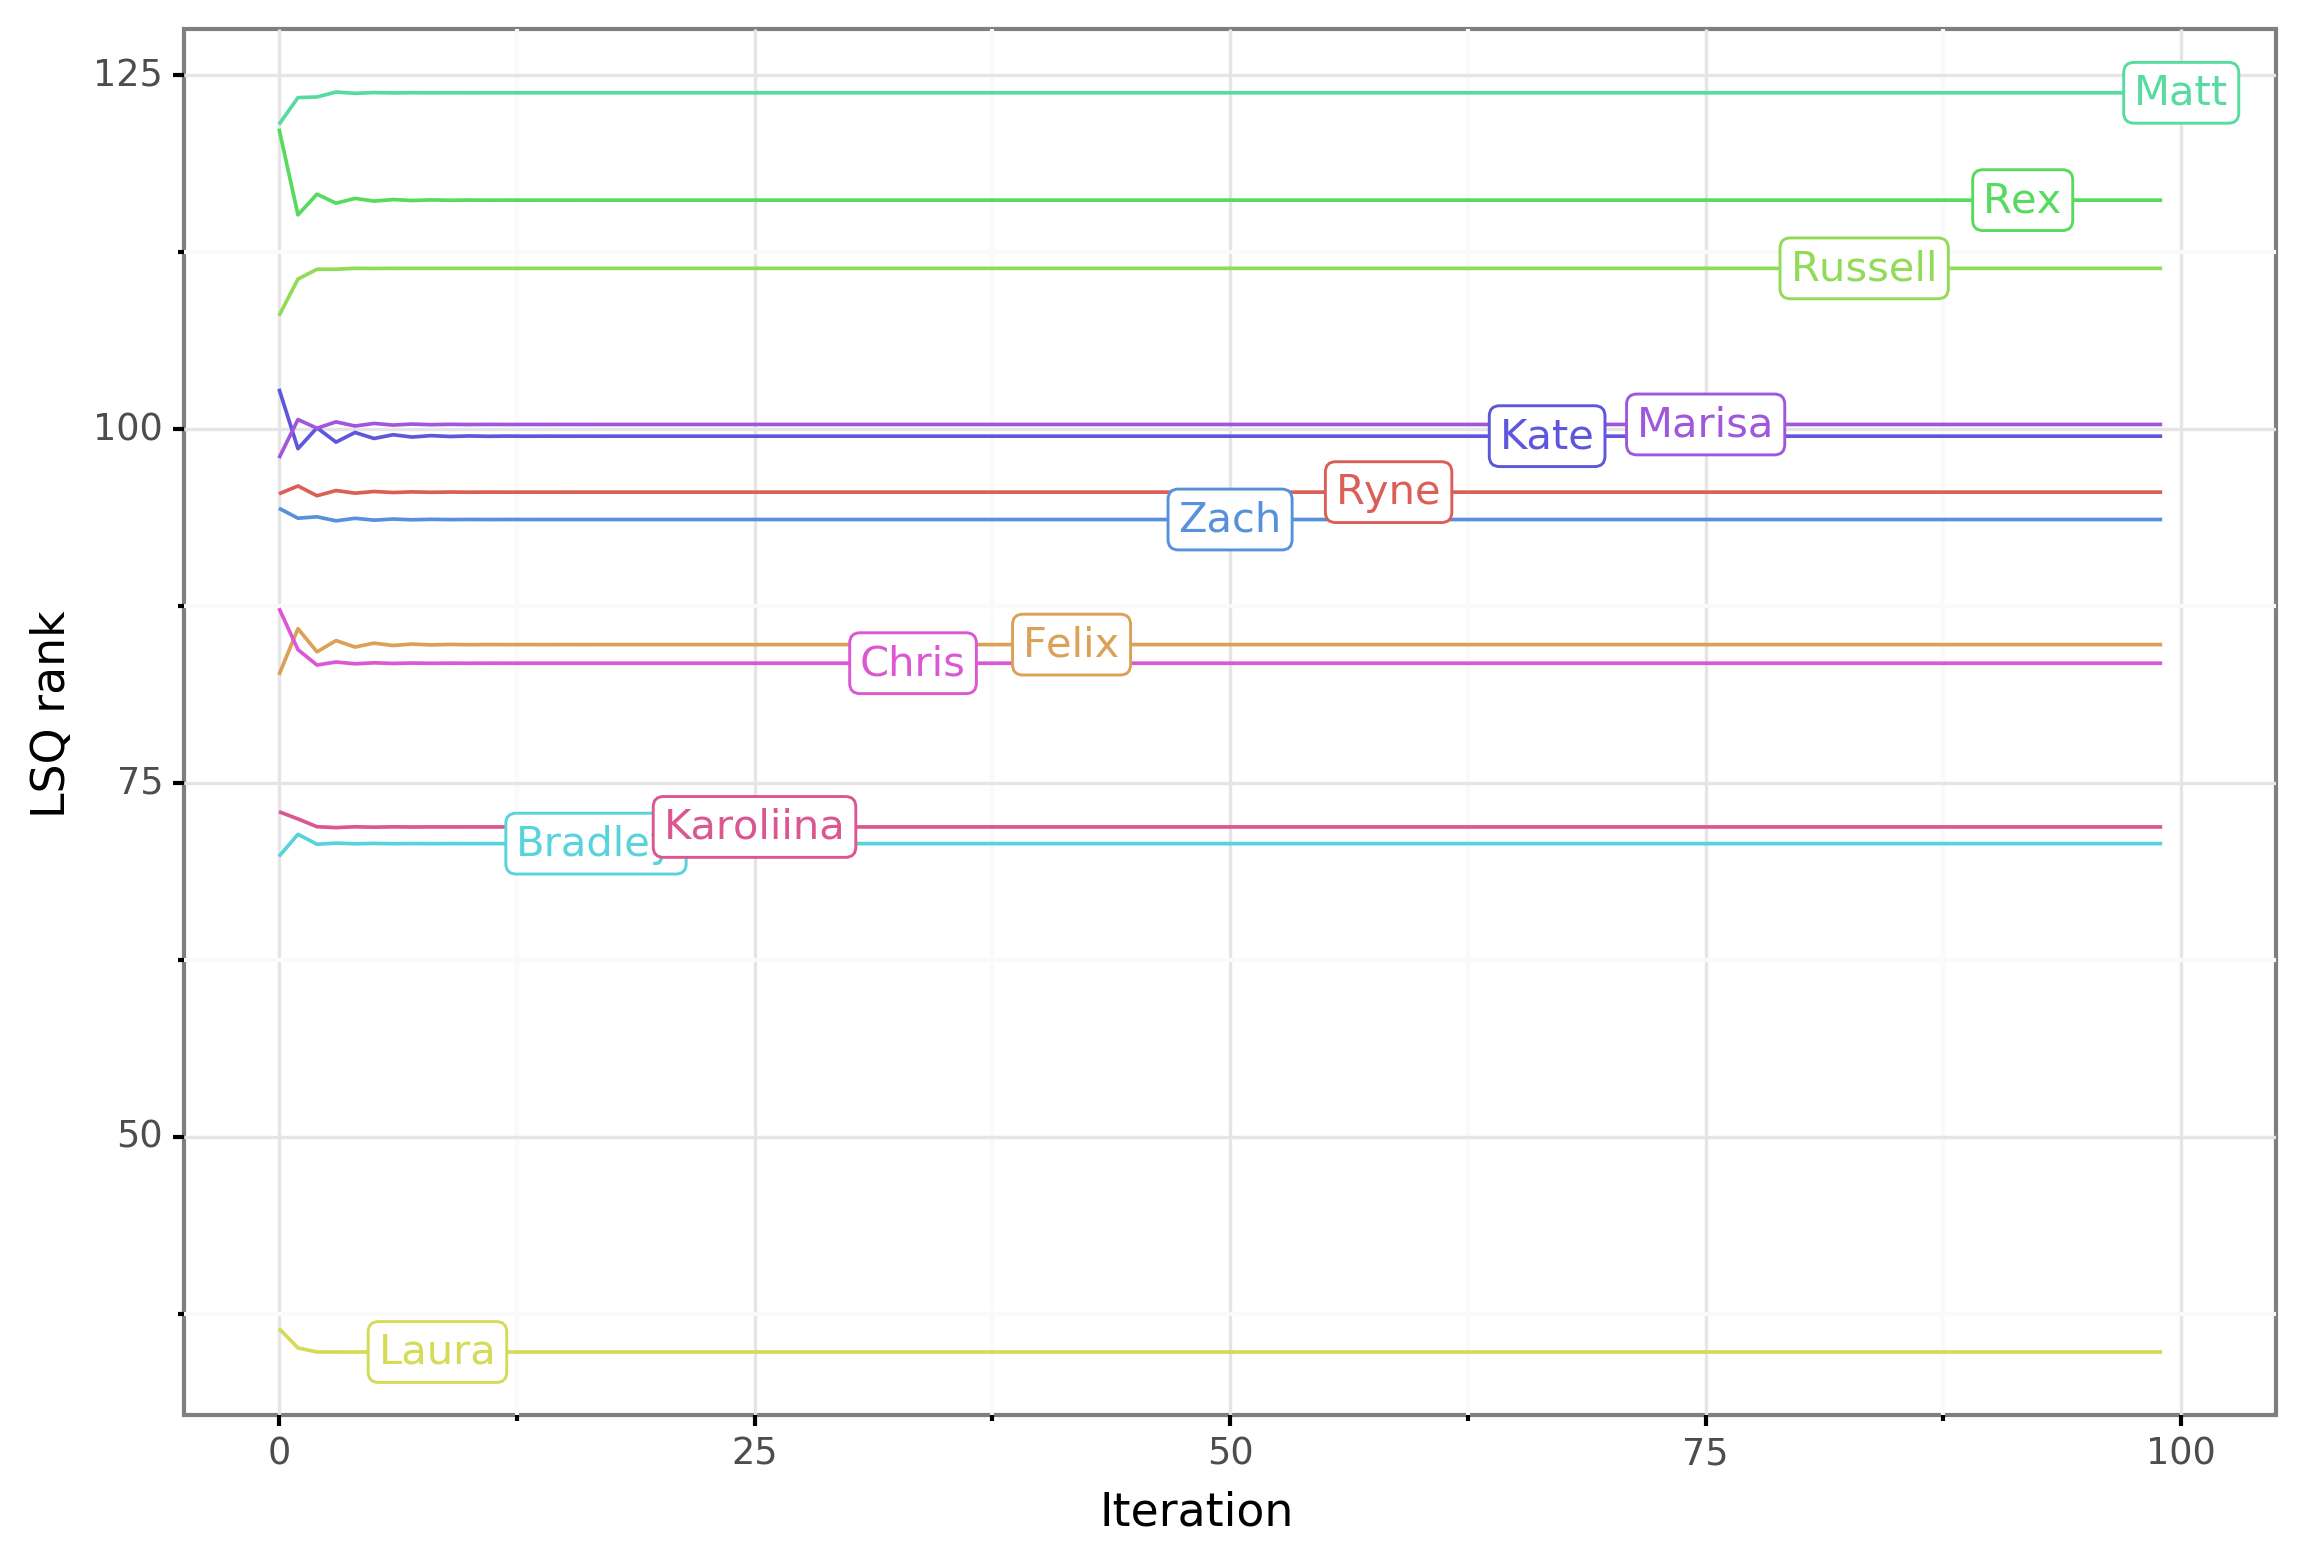 125
Matt
Rex
Russell
100
Marisa
Kate
Ryne
Zach
Felix
Chris
LSQ rank
75
Karoliina
Bradley
50
Laura
0 25 50 75 100
Iteration